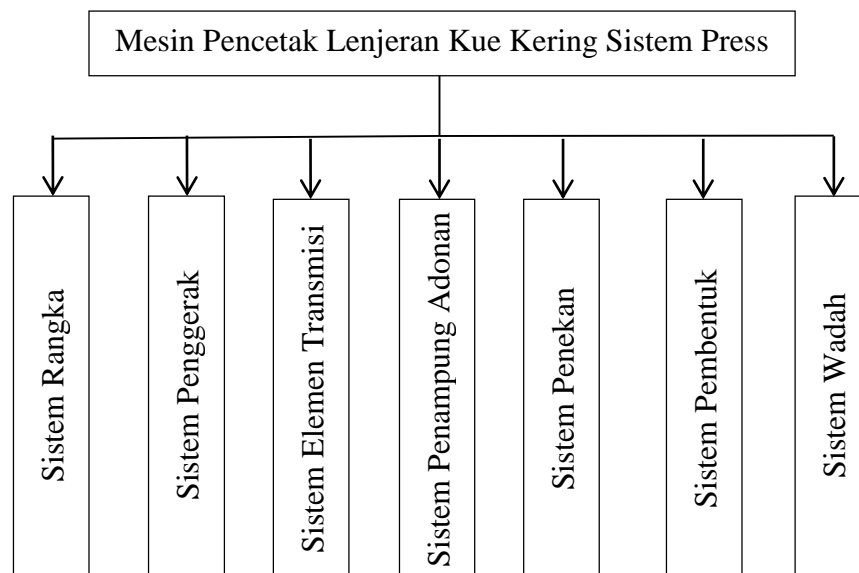 Mesin Pencetak Lenjeran Kue Kering Sistem Press
Sistem Rangka
Sistem Penggerak
Sistem Elemen Transmisi
Sistem Penampung Adonan
Sistem Penekan
Sistem Pembentuk
Sistem Wadah